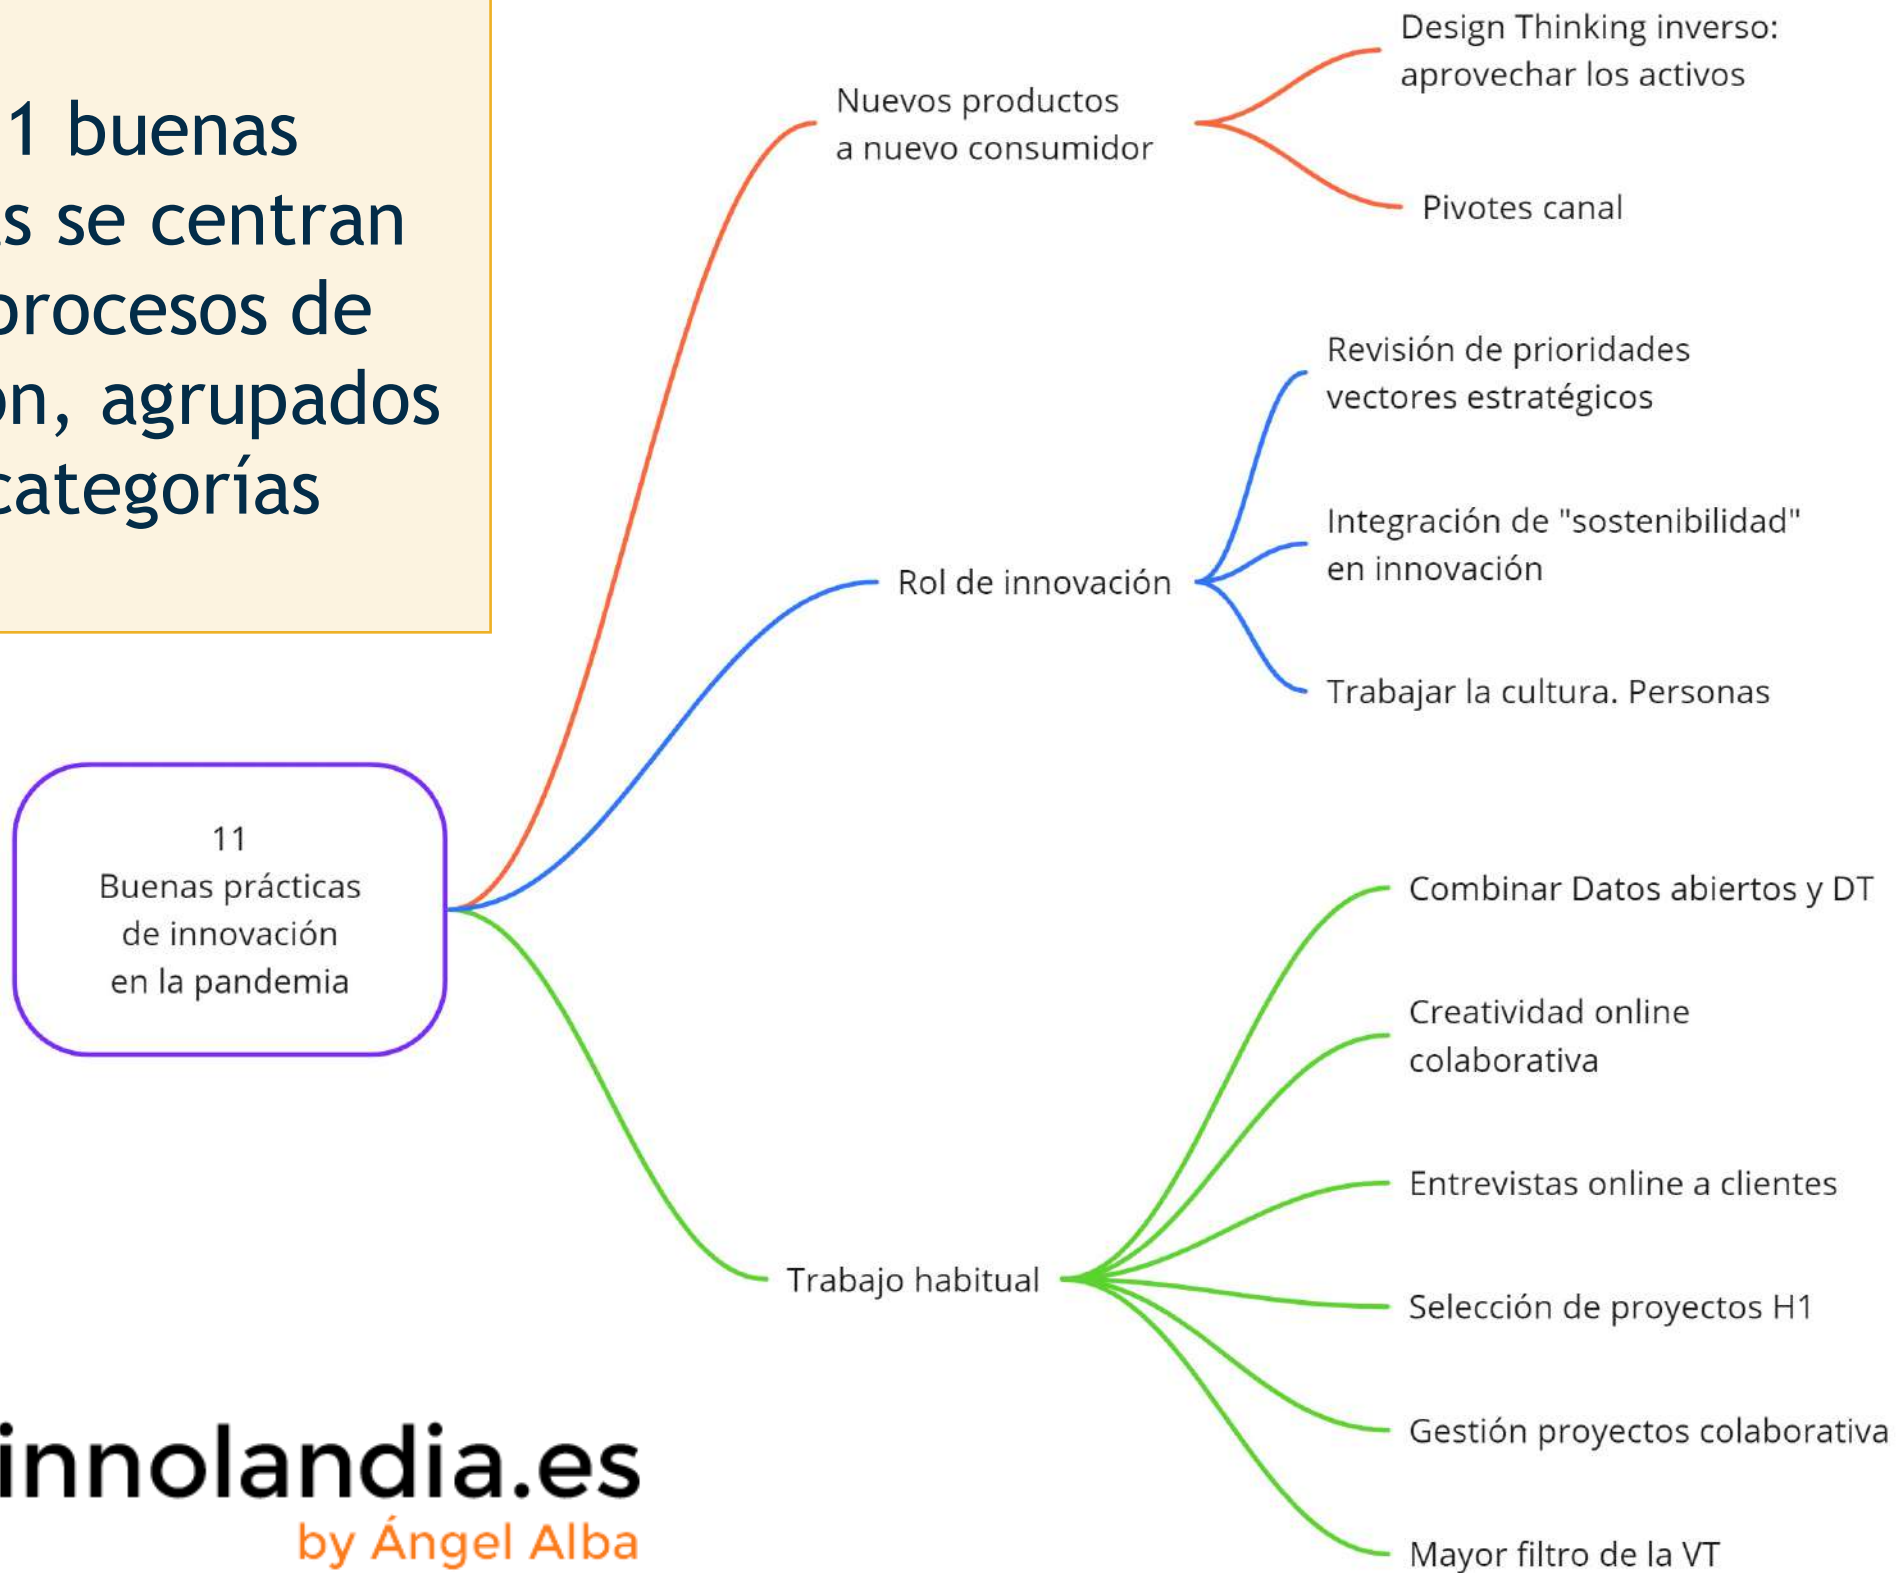 1 buenas
s se centran
procesos de
ón, agrupados
categorías
Nuevos productos
a nuevo consumidor
Design Thinking inverso:
aprovechar los activos
Pivotes canal
Rol de innovación
Revisión de prioridades
vectores estratégicos
Integración de "sostenibilidad"
en innovación
Trabajar la cultura. Personas
11
Buenas prácticas
de innovación
en la pandemia
Trabajo habitual
Combinar Datos abiertos y DT
Creatividad online
colaborativa
Entrevistas online a clientes
Selección de proyectos H1
Gestión proyectos colaborativa
Mayor filtro de la VT
innolandia.es
by Ángel Alba